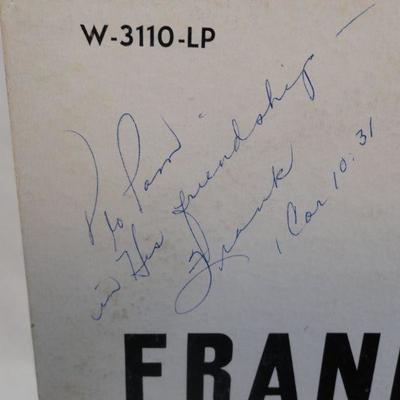 W-3110-LP
To Pam -
in His friendship -
Frank
1 Cor 10:31
FRAN